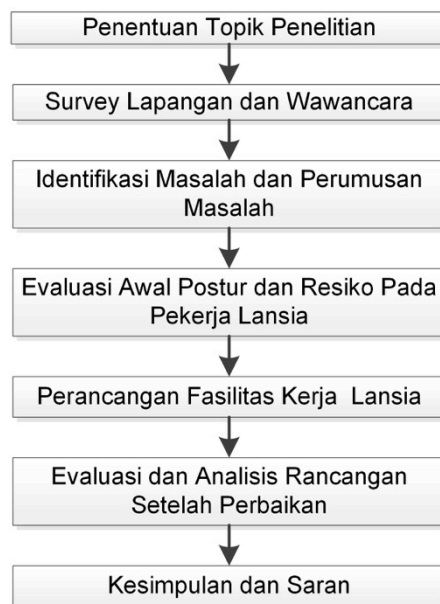 Penentuan Topik Penelitian
Survey Lapangan dan Wawancara
Identifikasi Masalah dan Perumusan
Masalah
Evaluasi Awal Postur dan Resiko Pada
Pekerja Lansia
Perancangan Fasilitas Kerja Lansia
Evaluasi dan Analisis Rancangan
Setelah Perbaikan
Kesimpulan dan Saran